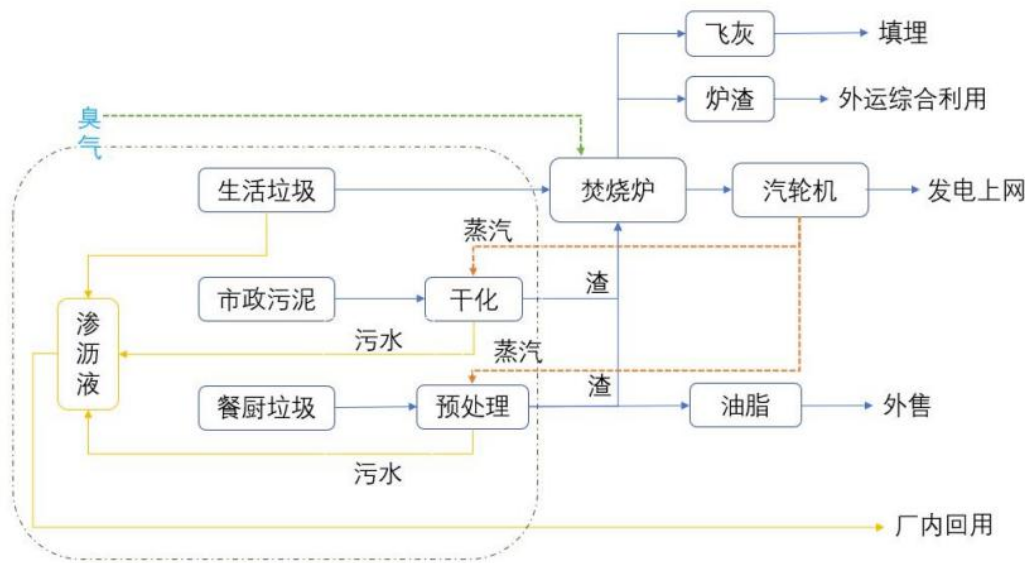 飞灰
填埋
炉渣
外运综合利用
臭
气
生活垃圾
焚烧炉
汽轮机
发电上网
蒸汽
渣
市政污泥
干化
渗
沥
液
污水
蒸汽
渣
餐厨垃圾
预处理
油脂
外售
污水
厂内回用